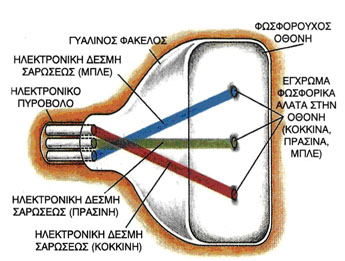 ΓΥΑΛΙΝΟΣ ΦΑΚΕΛΟΣ
ΦΩΣΦΟΡΟΥΧΟΣ
ΟΘΟΝΗ
ΗΛΕΚΤΡΟΝΙΚΗ ΔΕΣΜΗ
ΣΑΡΩΣΕΩΣ (ΜΠΛΕ)
ΗΛΕΚΤΡΟΝΙΚΟ
ΠΥΡΟΒΟΛΟ
ΕΓΧΡΩΜΑ
ΦΩΣΦΟΡΙΚΑ
ΑΛΑΤΑ ΣΤΗΝ
ΟΘΟΝΗ
(ΚΟΚΚΙΝΑ,
ΠΡΑΣΙΝΑ,
ΜΠΛΕ)
ΗΛΕΚΤΡΟΝΙΚΗ ΔΕΣΜΗ
ΣΑΡΩΣΕΩΣ (ΠΡΑΣΙΝΗ)
ΗΛΕΚΤΡΟΝΙΚΗ ΔΕΣΜΗ
ΣΑΡΩΣΕΩΣ (ΚΟΚΚΙΝΗ)